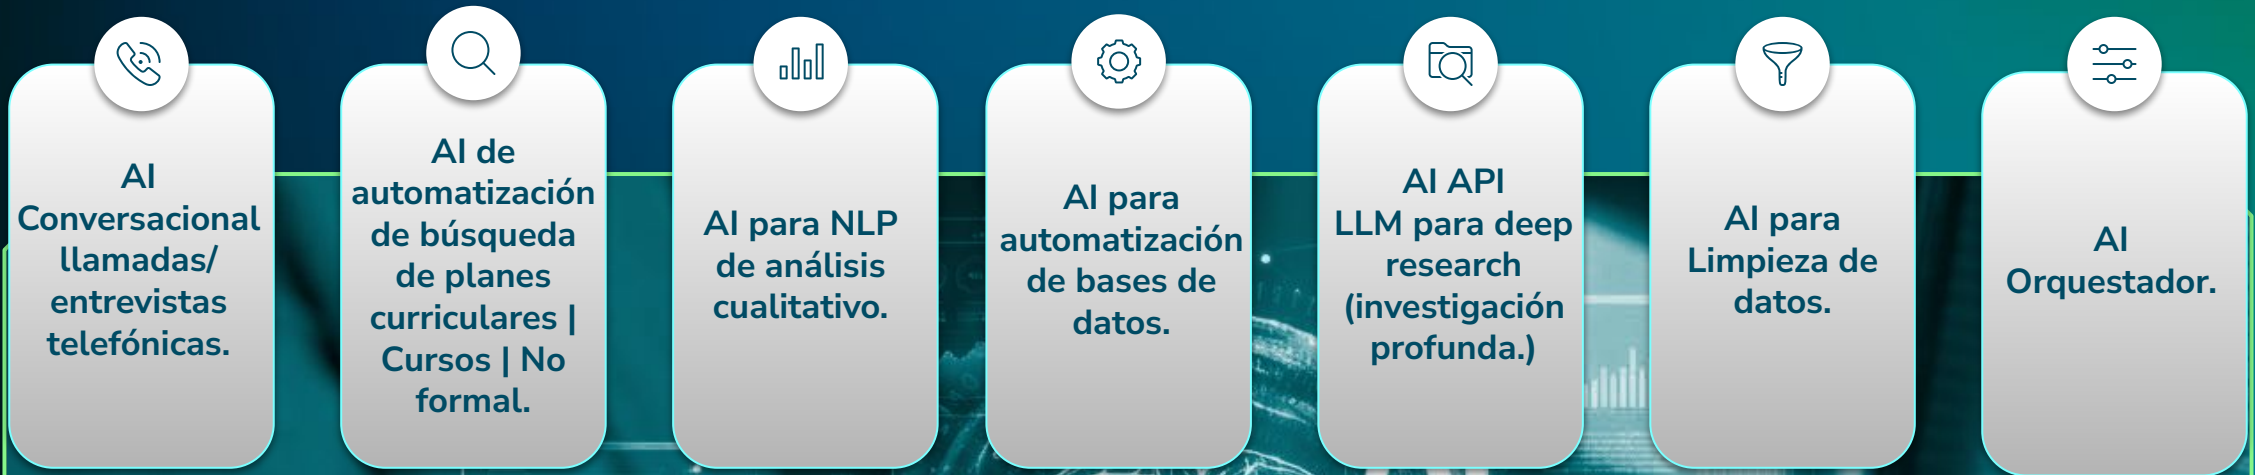 AI
Conversacional
llamadas/
entrevistas
telefónicas.
AI de
automatización
de búsqueda
de planes
curriculares |
Cursos | No
formal.
AI para NLP
de análisis
cualitativo.
AI para
automatización
de bases de
datos.
AI API
LLM para deep
research
(investigación
profunda.)
AI para
Limpieza de
datos.
AI
Orquestador.